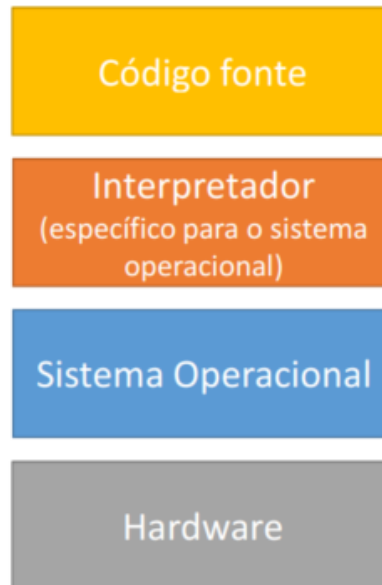 Código fonte
Interpretador
(específico para o sistema
operacional)
Sistema Operacional
Hardware